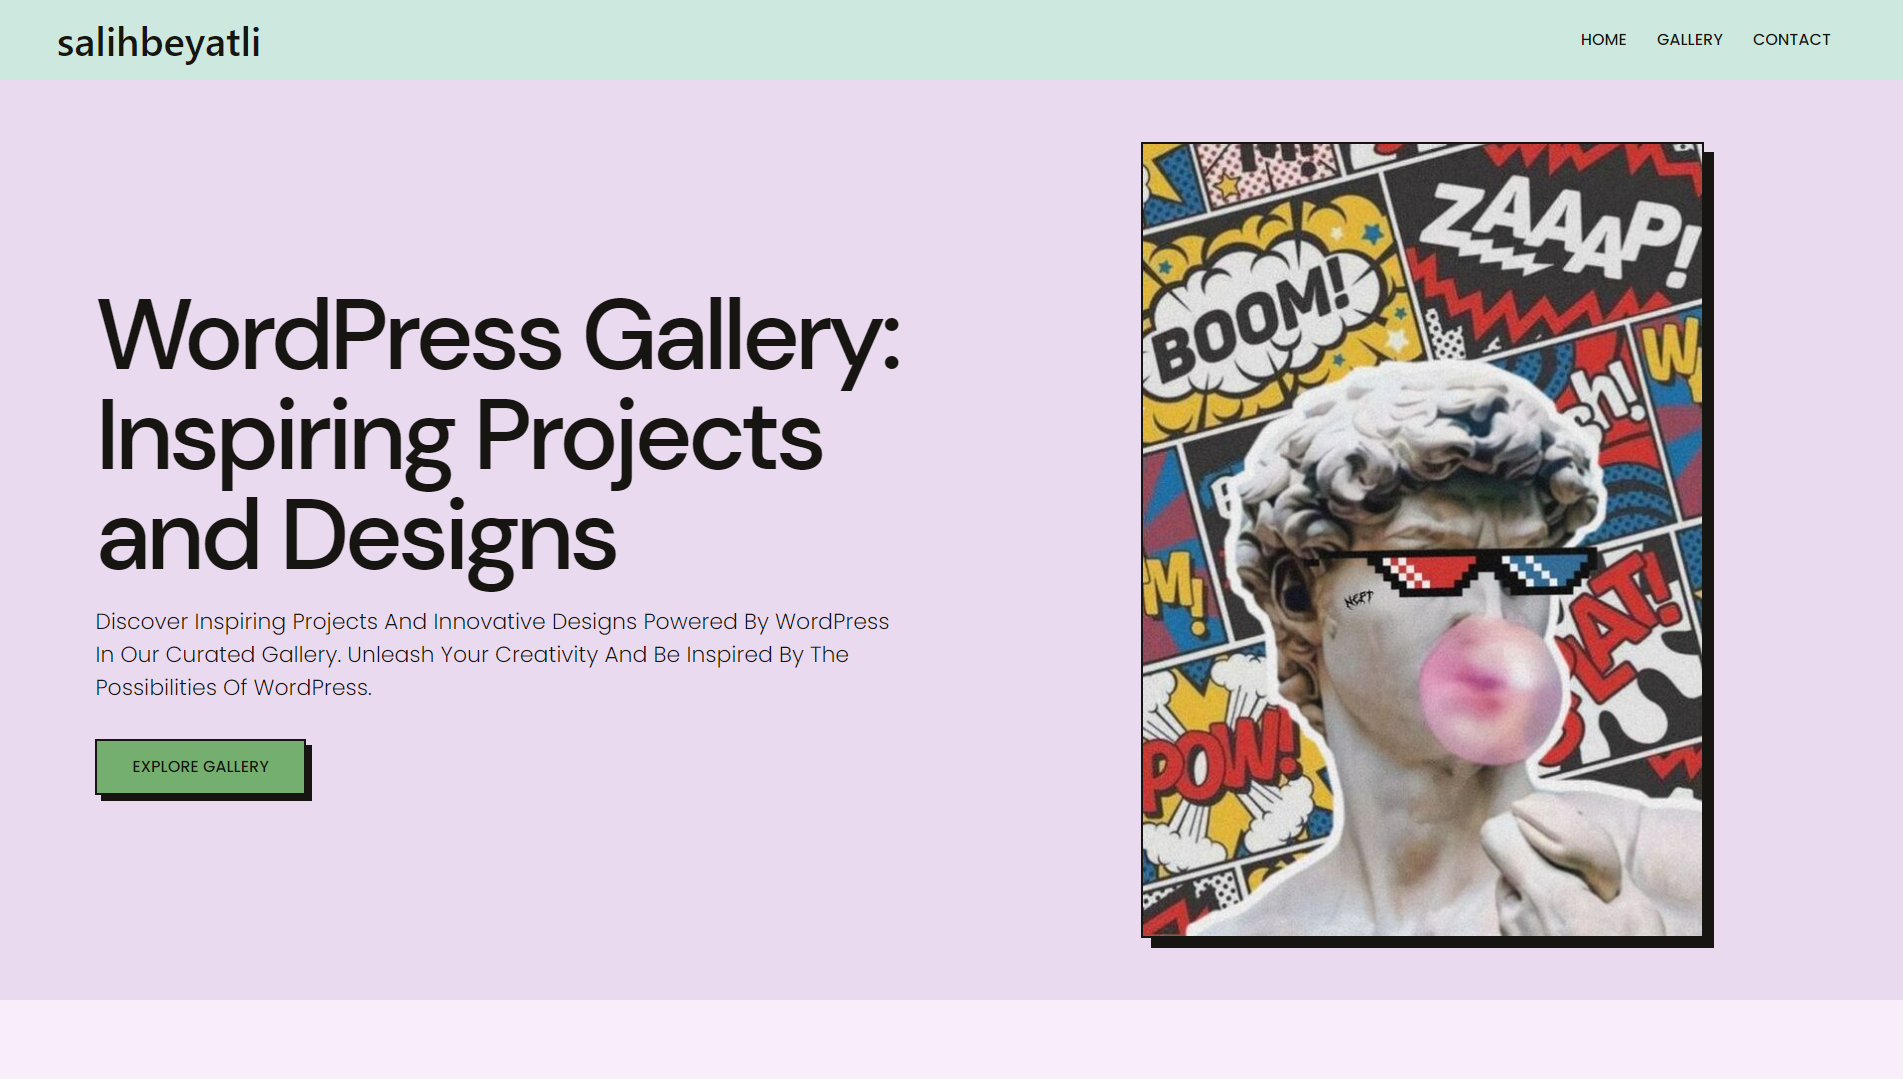 salihbeyatli
HOME
GALLERY
CONTACT
WordPress Gallery:
Inspiring Projects
and Designs
Discover Inspiring Projects And Innovative Designs Powered By WordPress
In Our Curated Gallery. Unleash Your Creativity And Be Inspired By The
Possibilities Of WordPress.
EXPLORE GALLERY
ZAAAP!
BOOM!
POW!